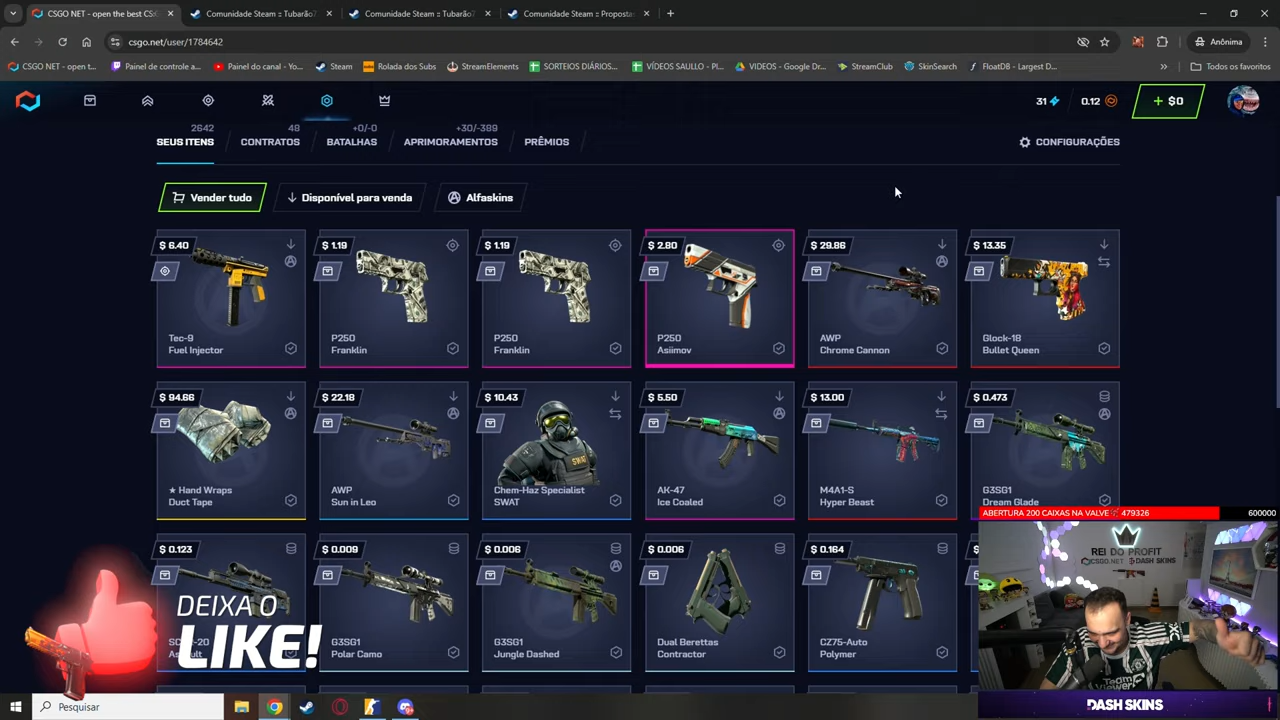 CSGO NET - open the best CS
Comunidade Steam :: Tubarão7
Comunidade Steam :: Tubarão7
Comunidade Steam :: Proposta
csgo.net/user/1784642
Anônima
CSGO NET - open t...
Painel de controle a...
Painel do canal - Yo...
Steam
Rolada dos Subs
StreamElements
SORTEIOS DIÁRIOS...
VÍDEOS SAULLO - Pl...
VIDEOS - Google Dr...
StreamClub
SkinSearch
FloatDB - Largest D...
Todos os favoritos
31
0.12
+ $0
2642
48
+0/-0
+30/-389
SEUS ITENS
CONTRATOS
BATALHAS
APRIMORAMENTOS
PRÊMIOS
CONFIGURAÇÕES
Vender tudo
Disponível para venda
Alfaskins
$ 6.40
Tec-9
Fuel Injector
$ 1.19
P250
Franklin
$ 1.19
P250
Franklin
$ 2.80
P250
Asiimov
$ 29.86
AWP
Chrome Cannon
$ 13.35
Glock-18
Bullet Queen
$ 94.66
★ Hand Wraps
Duct Tape
$ 22.18
AWP
Sun in Leo
$ 10.43
SWAT
Chem-Haz Specialist
SWAT
$ 5.50
AK-47
Ice Coaled
$ 13.00
M4A1-S
Hyper Beast
$ 0.473
G3SG1
Dream Glade
ABERTURA 200 CAIXAS NA VALVE
479326
600000
$ 0.123
$ 0.009
G3SG1
Polar Camo
$ 0.006
G3SG1
Jungle Dashed
$ 0.006
Dual Berettas
Contractor
$ 0.164
CZ75-Auto
Polymer
DEIXA O
LIKE!
REI DO PROFIT
CSGO.NET
DASH SKINS
TeamViewer
DASH SKINS
Pesquisar